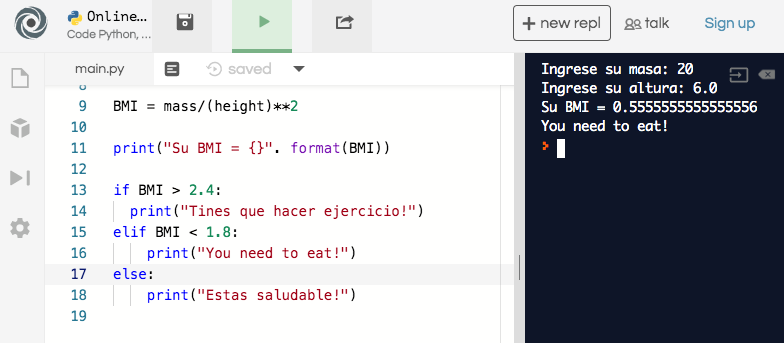 Online...
Code Python, ...
+ new repl
talk
Sign up
main.py
saved
9 BMI = mass/(height)**2
10
11 print("Su BMI = {}". format(BMI))
12
13 if BMI > 2.4:
14 print("Tines que hacer ejercicio!")
15 elif BMI < 1.8:
16 print("You need to eat!")
17 else:
18 print("Estas saludable!")
19
Ingrese su masa: 20
Ingrese su altura: 6.0
Su BMI = 0.5555555555555556
You need to eat!